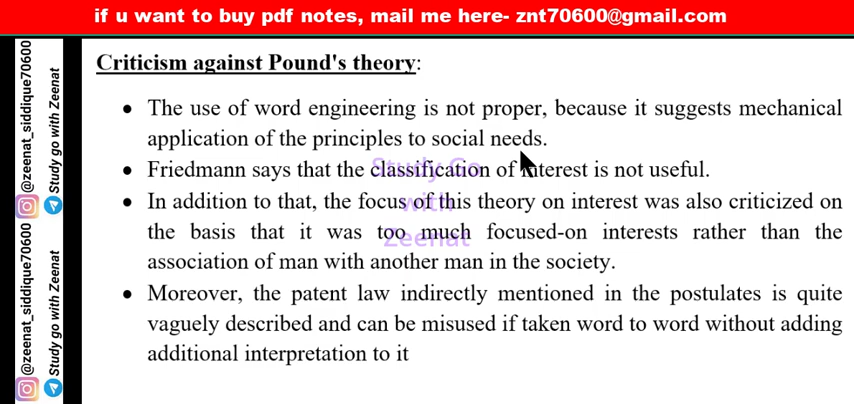 if u want to buy pdf notes, mail me here- znt70600@gmail.com
Criticism against Pound's theory:
• The use of word engineering is not proper, because it suggests mechanical
application of the principles to social needs.
• Friedmann says that the classification of interest is not useful.
• In addition to that, the focus of this theory on interest was also criticized on
the basis that it was too much focused-on interests rather than the
association of man with another man in the society.
• Moreover, the patent law indirectly mentioned in the postulates is quite
vaguely described and can be misused if taken word to word without adding
additional interpretation to it
Study Go
with
Zeenat
@zeenat_siddique70600
Study go with Zeenat
@zeenat_siddique70600
Study go with Zeenat